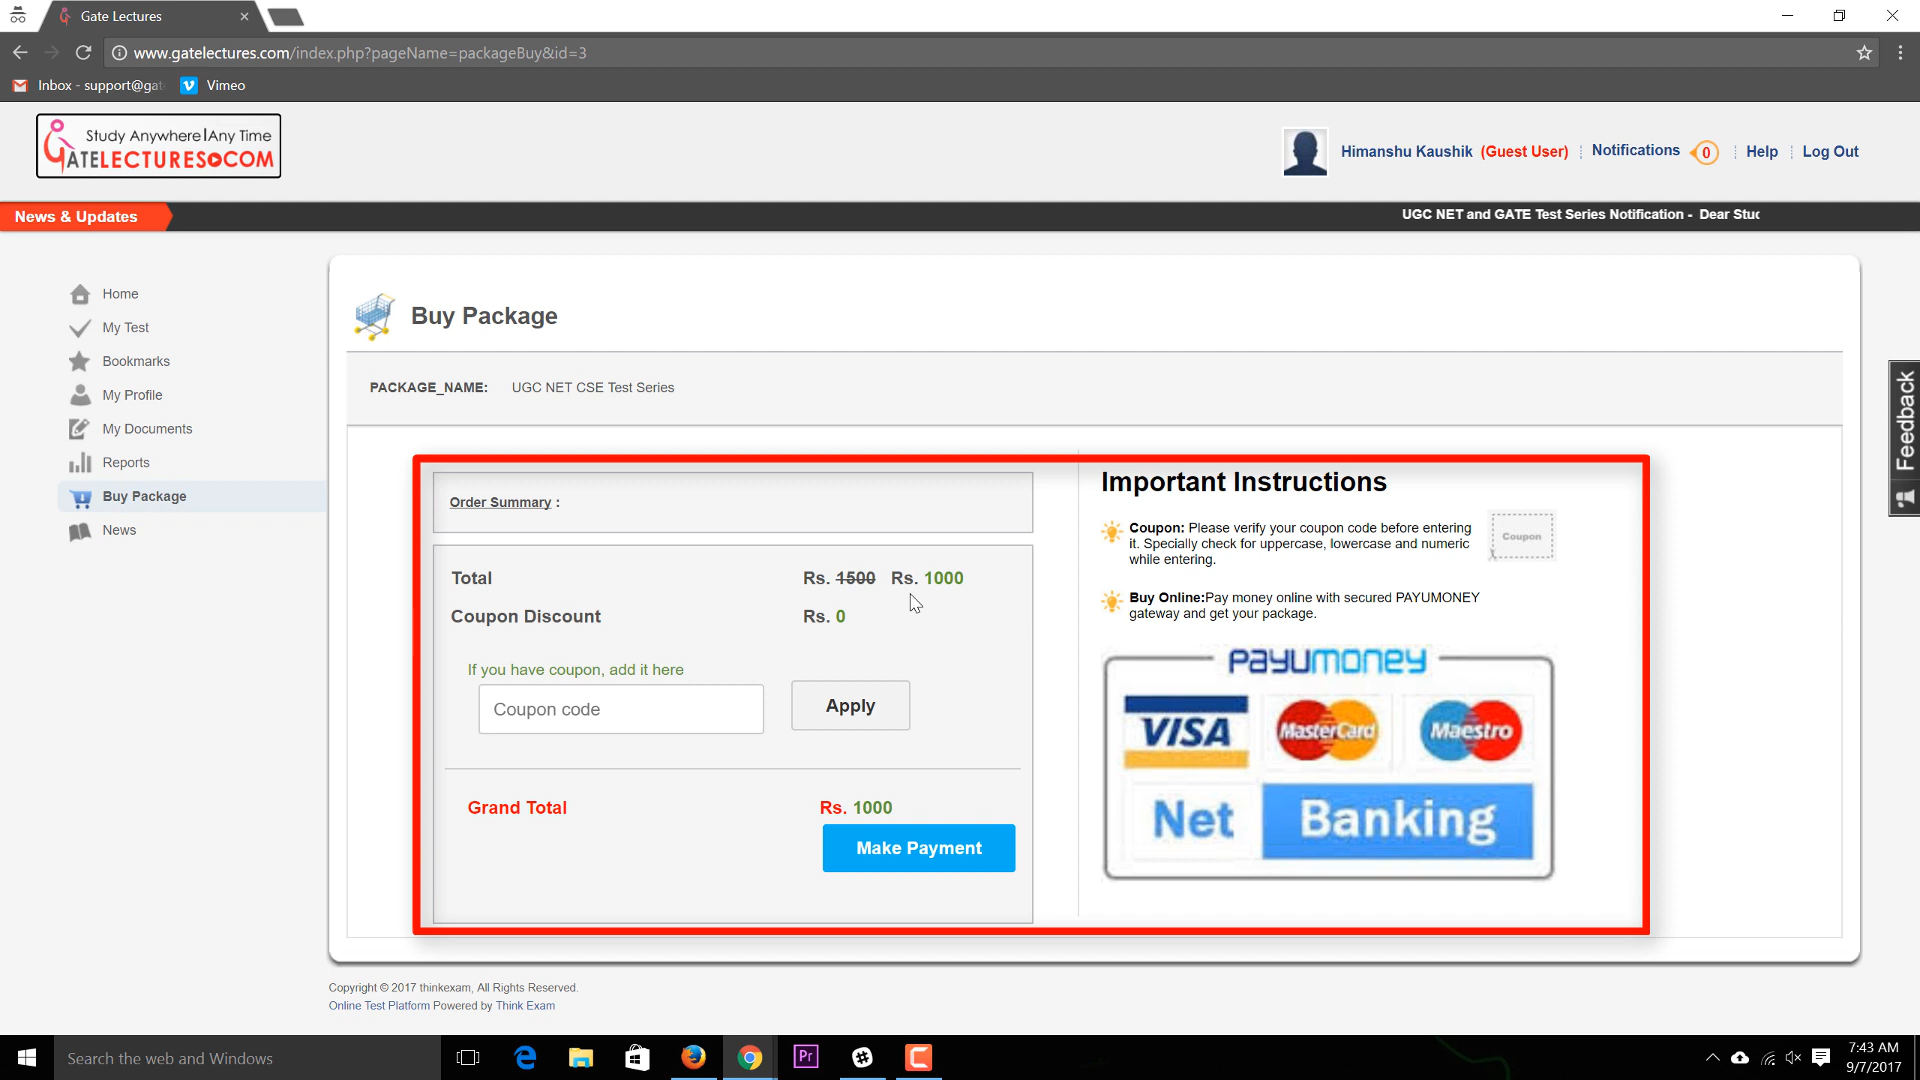 Gate Lectures
www.gatelectures.com/index.php?pageName=packageBuy&id=3
Inbox - support@gat
Vimeo
Study Anywhere|Any Time
GATELECTURES.COM
Himanshu Kaushik (Guest User)
Notifications
0
Help
Log Out
News & Updates
UGC NET and GATE Test Series Notification - Dear Stuc
Home
My Test
Bookmarks
My Profile
My Documents
Reports
Buy Package
News
Buy Package
PACKAGE_NAME: UGC NET CSE Test Series
Order Summary :
Total Rs. 1500 Rs. 1000
Coupon Discount Rs. 0
If you have coupon, add it here
Coupon code
Apply
Grand Total Rs. 1000
Make Payment
Important Instructions
Coupon: Please verify your coupon code before entering
it. Specially check for uppercase, lowercase and numeric
while entering.
Coupon
Buy Online:Pay money online with secured PAYUMONEY
gateway and get your package.
payumoney
VISA
MasterCard
Maestro
Net Banking
Feedback
Copyright © 2017 thinkexam, All Rights Reserved.
Online Test Platform Powered by Think Exam
Search the web and Windows
Pr
7:43 AM
9/7/2017